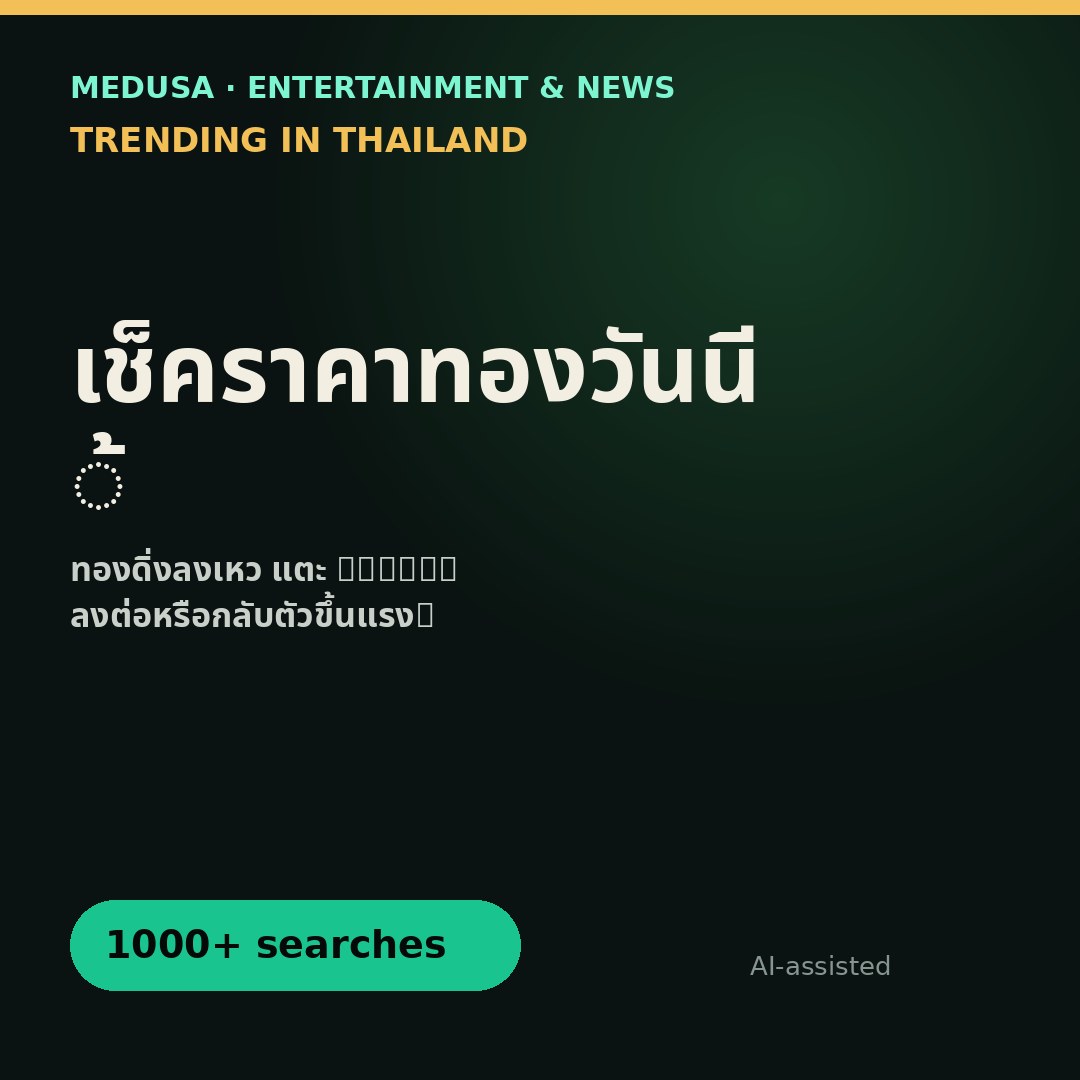 MEDUSA · ENTERTAINMENT & NEWS
TRENDING IN THAILAND
เช็คราคาทองวันนี
้
ทองดิ่งลงเหว แตะ
ลงต่อหรือกลับตัวขึ้นแรง
1000+ searches
AI-assisted